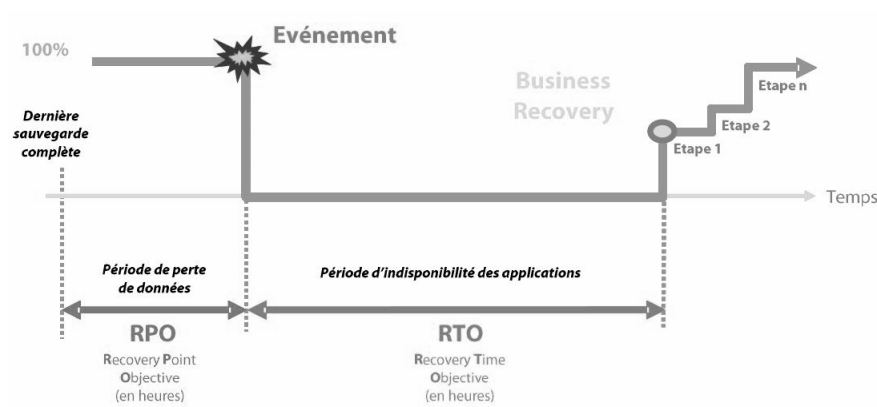 Evénement
100%
Business
Recovery
Etape n
Etape 2
Etape 1
Dernière
sauvegarde
complète
Temps
Période de perte
de données
Période d'indisponibilité des applications
RPO
Recovery Point
Objective
(en heures)
RTO
Recovery Time
Objective
(en heures)